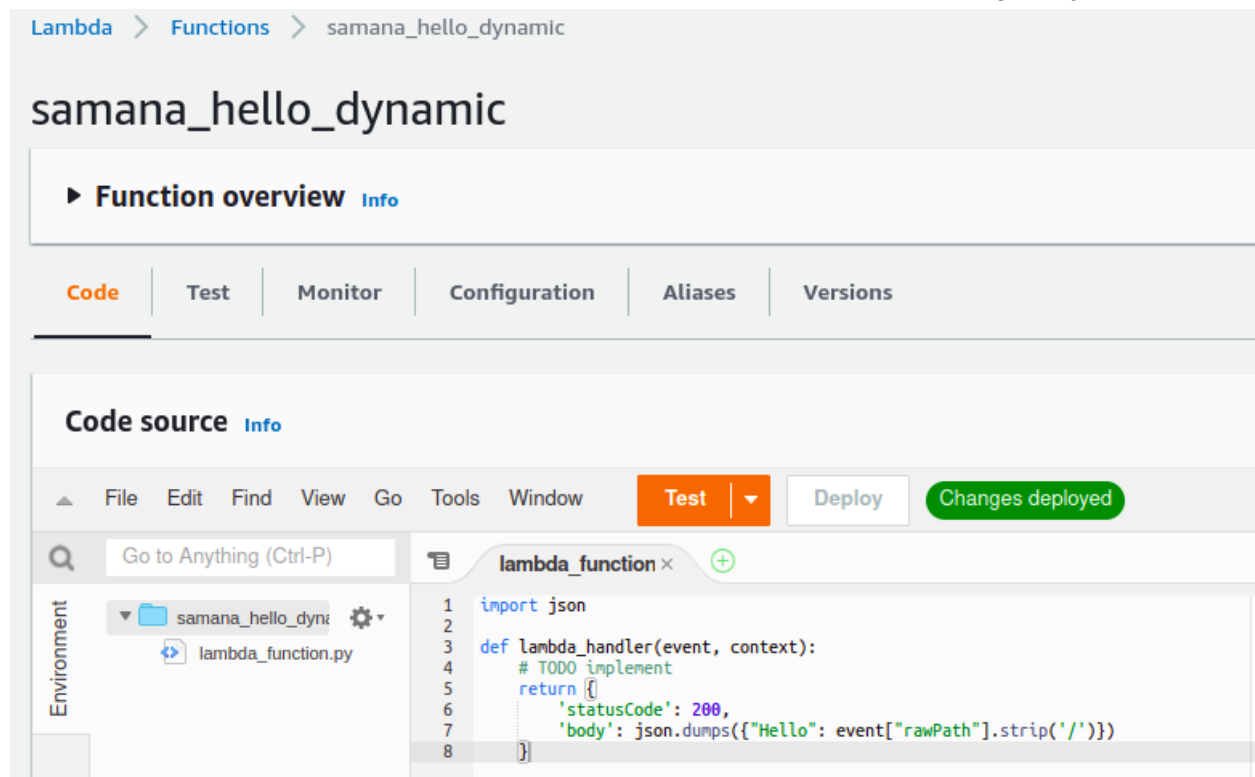 Lambda > Functions > samana_hello_dynamic
samana_hello_dynamic
Function overview Info
Code Test Monitor Configuration Aliases Versions
Code source Info
File Edit Find View Go Tools Window Test Deploy Changes deployed
Go to Anything (Ctrl-P) lambda_function ×
Environment
samana_hello_dyna
lambda_function.py
1 import json
2
3 def lambda_handler(event, context):
4     # TODO implement
5     return {
6         'statusCode': 200,
7         'body': json.dumps({"Hello": event["rawPath"].strip('/')})
8     }